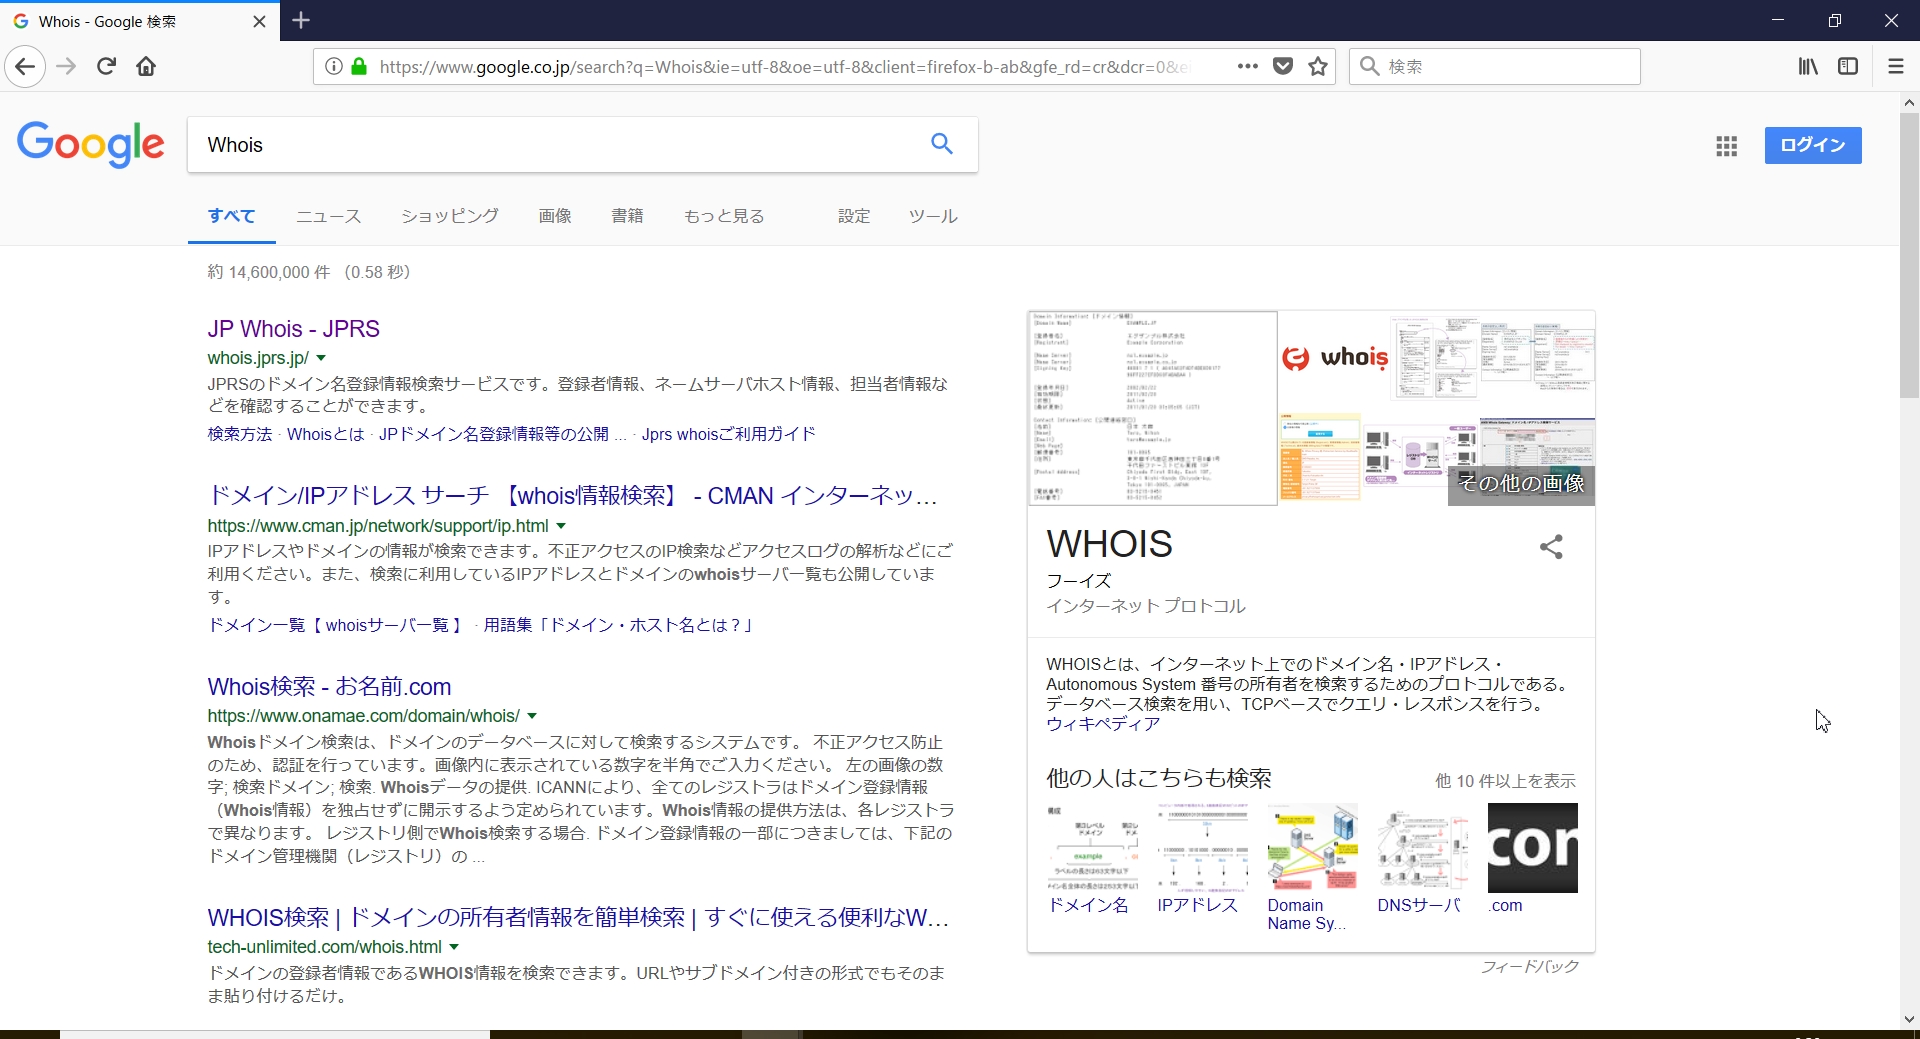 Whois - Google 検索
https://www.google.co.jp/search?q=Whois&ie=utf-8&oe=utf-8&client=firefox-b-ab&gfe_rd=cr&dcr=0&ei
検索
Google
Whois
ログイン
すべて ニュース ショッピング 画像 書籍 もっと見る 設定 ツール
約 14,600,000 件 （0.58 秒）
JP Whois - JPRS
whois.jprs.jp/
JPRSのドメイン名登録情報検索サービスです。登録者情報、ネームサーバホスト情報、担当者情報な
どを確認することができます。
検索方法 · Whoisとは · JPドメイン名登録情報等の公開 ... · Jprs whoisご利用ガイド
ドメイン/IPアドレス サーチ 【whois情報検索】 - CMAN インターネッ...
https://www.cman.jp/network/support/ip.html
IPアドレスやドメインの情報が検索できます。不正アクセスのIP検索などアクセスログの解析などにご
利用ください。また、検索に利用しているIPアドレスとドメインのwhoisサーバ一覧も公開していま
す。
ドメイン一覧【 whoisサーバ一覧 】 · 用語集「ドメイン・ホスト名とは？」
Whois検索 - お名前.com
https://www.onamae.com/domain/whois/
Whoisドメイン検索は、ドメインのデータベースに対して検索するシステムです。 不正アクセス防止
のため、認証を行っています。画像内に表示されている数字を半角でご入力ください。 左の画像の数
字; 検索ドメイン; 検索. Whoisデータの提供. ICANNにより、全てのレジストラはドメイン登録情報
（Whois情報）を独占せずに開示するよう定められています。Whois情報の提供方法は、各レジストラ
で異なります。 レジストリ側でWhois検索する場合. ドメイン登録情報の一部につきましては、下記の
ドメイン管理機関（レジストリ）の ...
WHOIS検索 | ドメインの所有者情報を簡単検索 | すぐに使える便利なW...
tech-unlimited.com/whois.html
ドメインの登録者情報であるWHOIS情報を検索できます。URLやサブドメイン付きの形式でもそのま
ま貼り付けるだけ。
whois
その他の画像
WHOIS
フーイズ
インターネット プロトコル
WHOISとは、インターネット上でのドメイン名・IPアドレス・
Autonomous System 番号の所有者を検索するためのプロトコルである。
データベース検索を用い、TCPベースでクエリ・レスポンスを行う。
ウィキペディア
他の人はこちらも検索
他 10 件以上を表示
構成
example
ラベルの長さは63文字以下
con
ドメイン名
IPアドレス
Domain
Name Sy...
DNSサーバ
.com
フィードバック